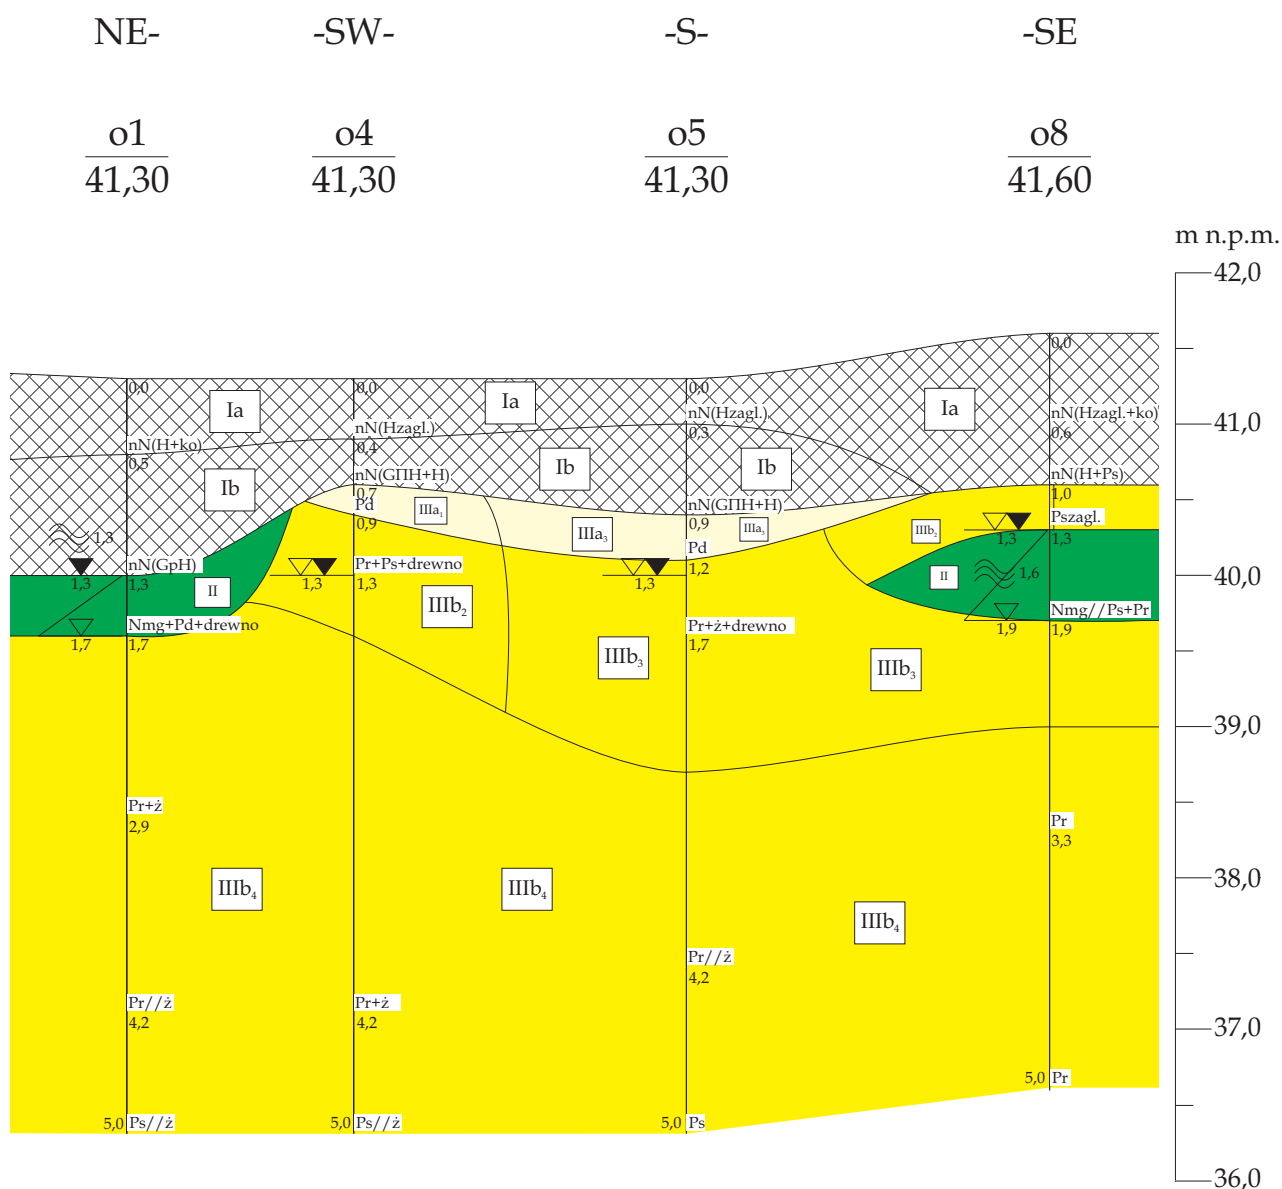 NE- -SW- -S- -SE
o1 o4 o5 o8
41,30 41,30 41,30 41,60
m n.p.m.
42,0
0,0
0,0 0,0 0,0
Ia Ia Ia
nN(Hzagl.) nN(Hzagl.+ko)
41,0
nN(Hzagl.) 0,3 0,6
nN(H+ko) 0,4
0,5 Ib Ib
nN(GПH+H) nN(H+Ps)
Ib 0,7 1,0
Pd IIIa₁ nN(GПH+H) Pszagl.
0,9 IIIa₃ 0,9 IIIa₃ IIIb₂
1,3 1,3 1,3
Pd
nN(GpH) Pr+Ps+drewno 1,2 40,0
1,3 1,3 1,3 1,3 1,3 II 1,6
II IIIb₂ Nmg//Ps+Pr
Nmg+Pd+drewno Pr+ż+drewno 1,9 1,9
1,7 1,7 1,7
IIIb₃ IIIb₃
39,0
Pr+ż Pr
2,9 3,3
IIIb₄ IIIb₄ 38,0
IIIb₄
Pr//ż
4,2
Pr//ż Pr+ż
4,2 4,2 37,0
5,0 Pr
5,0 Ps//ż 5,0 Ps//ż 5,0 Ps
36,0